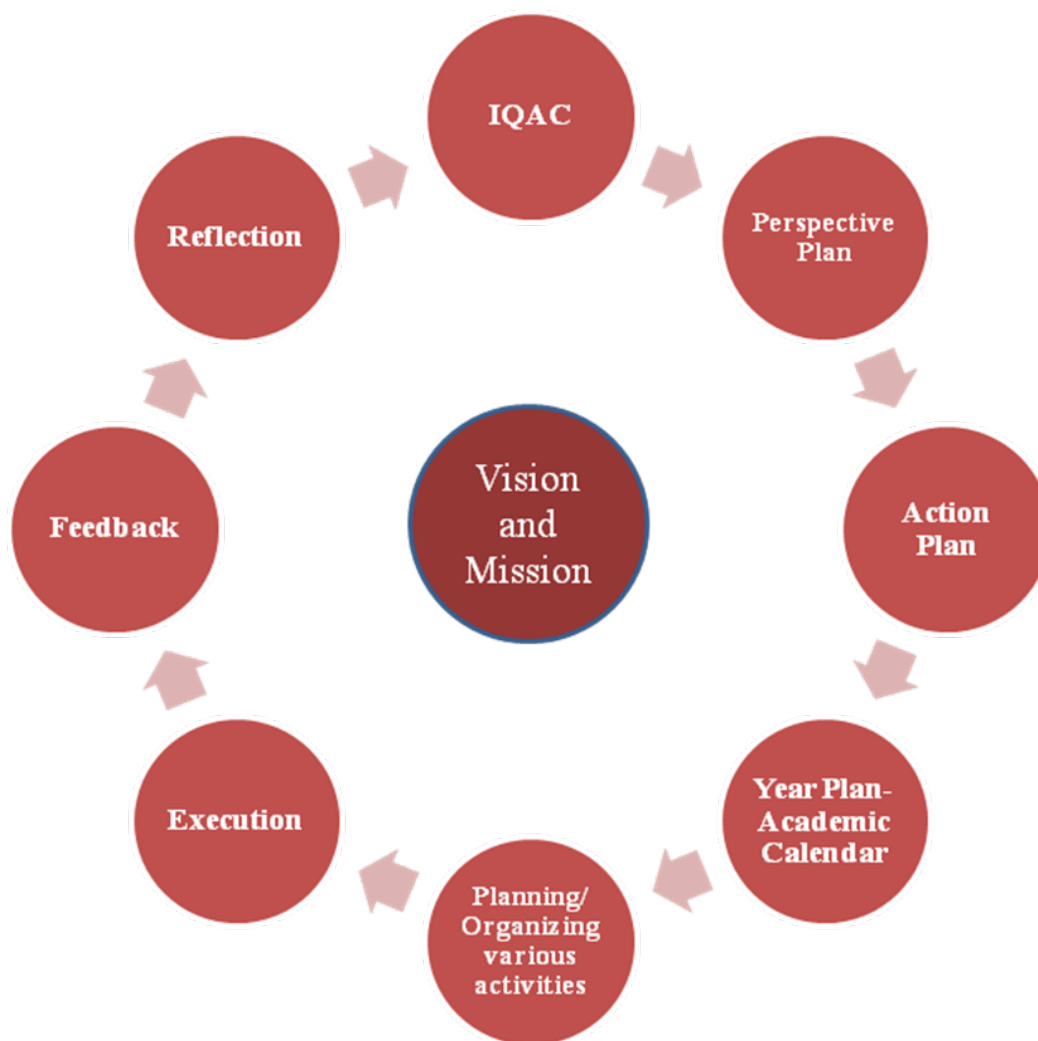 IQAC
Perspective
Plan
Action
Plan
Year Plan-
Academic
Calendar
Planning/
Organizing
various
activities
Execution
Feedback
Reflection
Vision
and
Mission